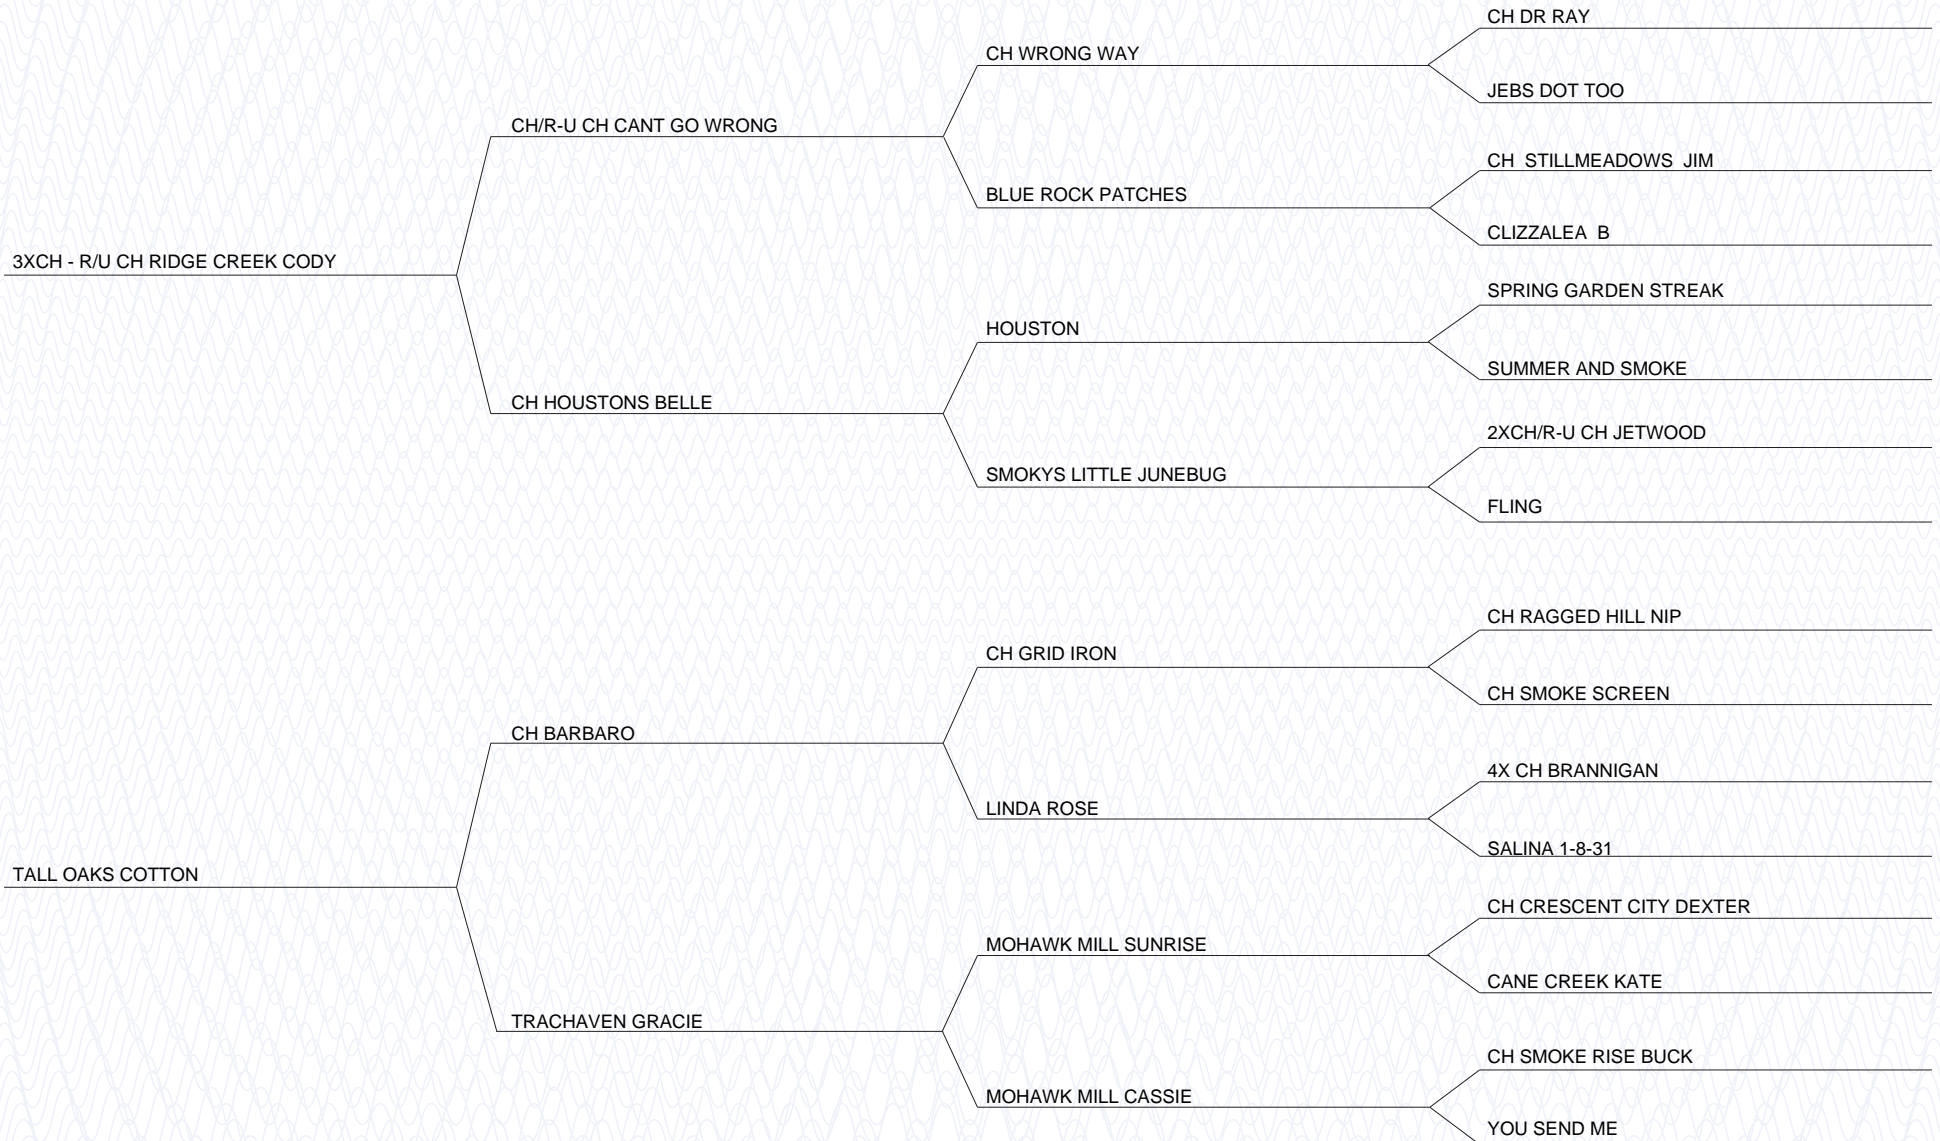 CH DR RAY
CH WRONG WAY
JEBS DOT TOO
CH/R-U CH CANT GO WRONG
CH  STILLMEADOWS  JIM
BLUE ROCK PATCHES
CLIZZALEA  B
3XCH - R/U CH RIDGE CREEK CODY
SPRING GARDEN STREAK
HOUSTON
SUMMER AND SMOKE
CH HOUSTONS BELLE
2XCH/R-U CH JETWOOD
SMOKYS LITTLE JUNEBUG
FLING
CH RAGGED HILL NIP
CH GRID IRON
CH SMOKE SCREEN
CH BARBARO
4X CH BRANNIGAN
LINDA ROSE
SALINA 1-8-31
TALL OAKS COTTON
CH CRESCENT CITY DEXTER
MOHAWK MILL SUNRISE
CANE CREEK KATE
TRACHAVEN GRACIE
CH SMOKE RISE BUCK
MOHAWK MILL CASSIE
YOU SEND ME